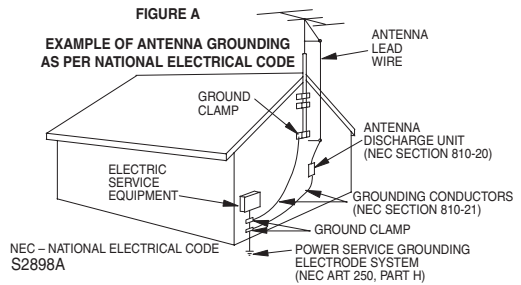 FIGURE A
EXAMPLE OF ANTENNA GROUNDING
AS PER NATIONAL ELECTRICAL CODE
ANTENNA
LEAD
WIRE
GROUND
CLAMP
ANTENNA
DISCHARGE UNIT
(NEC SECTION 810-20)
ELECTRIC
SERVICE
EQUIPMENT
GROUNDING CONDUCTORS
(NEC SECTION 810-21)
GROUND CLAMP
POWER SERVICE GROUNDING
ELECTRODE SYSTEM
(NEC ART 250, PART H)
NEC – NATIONAL ELECTRICAL CODE
S2898A